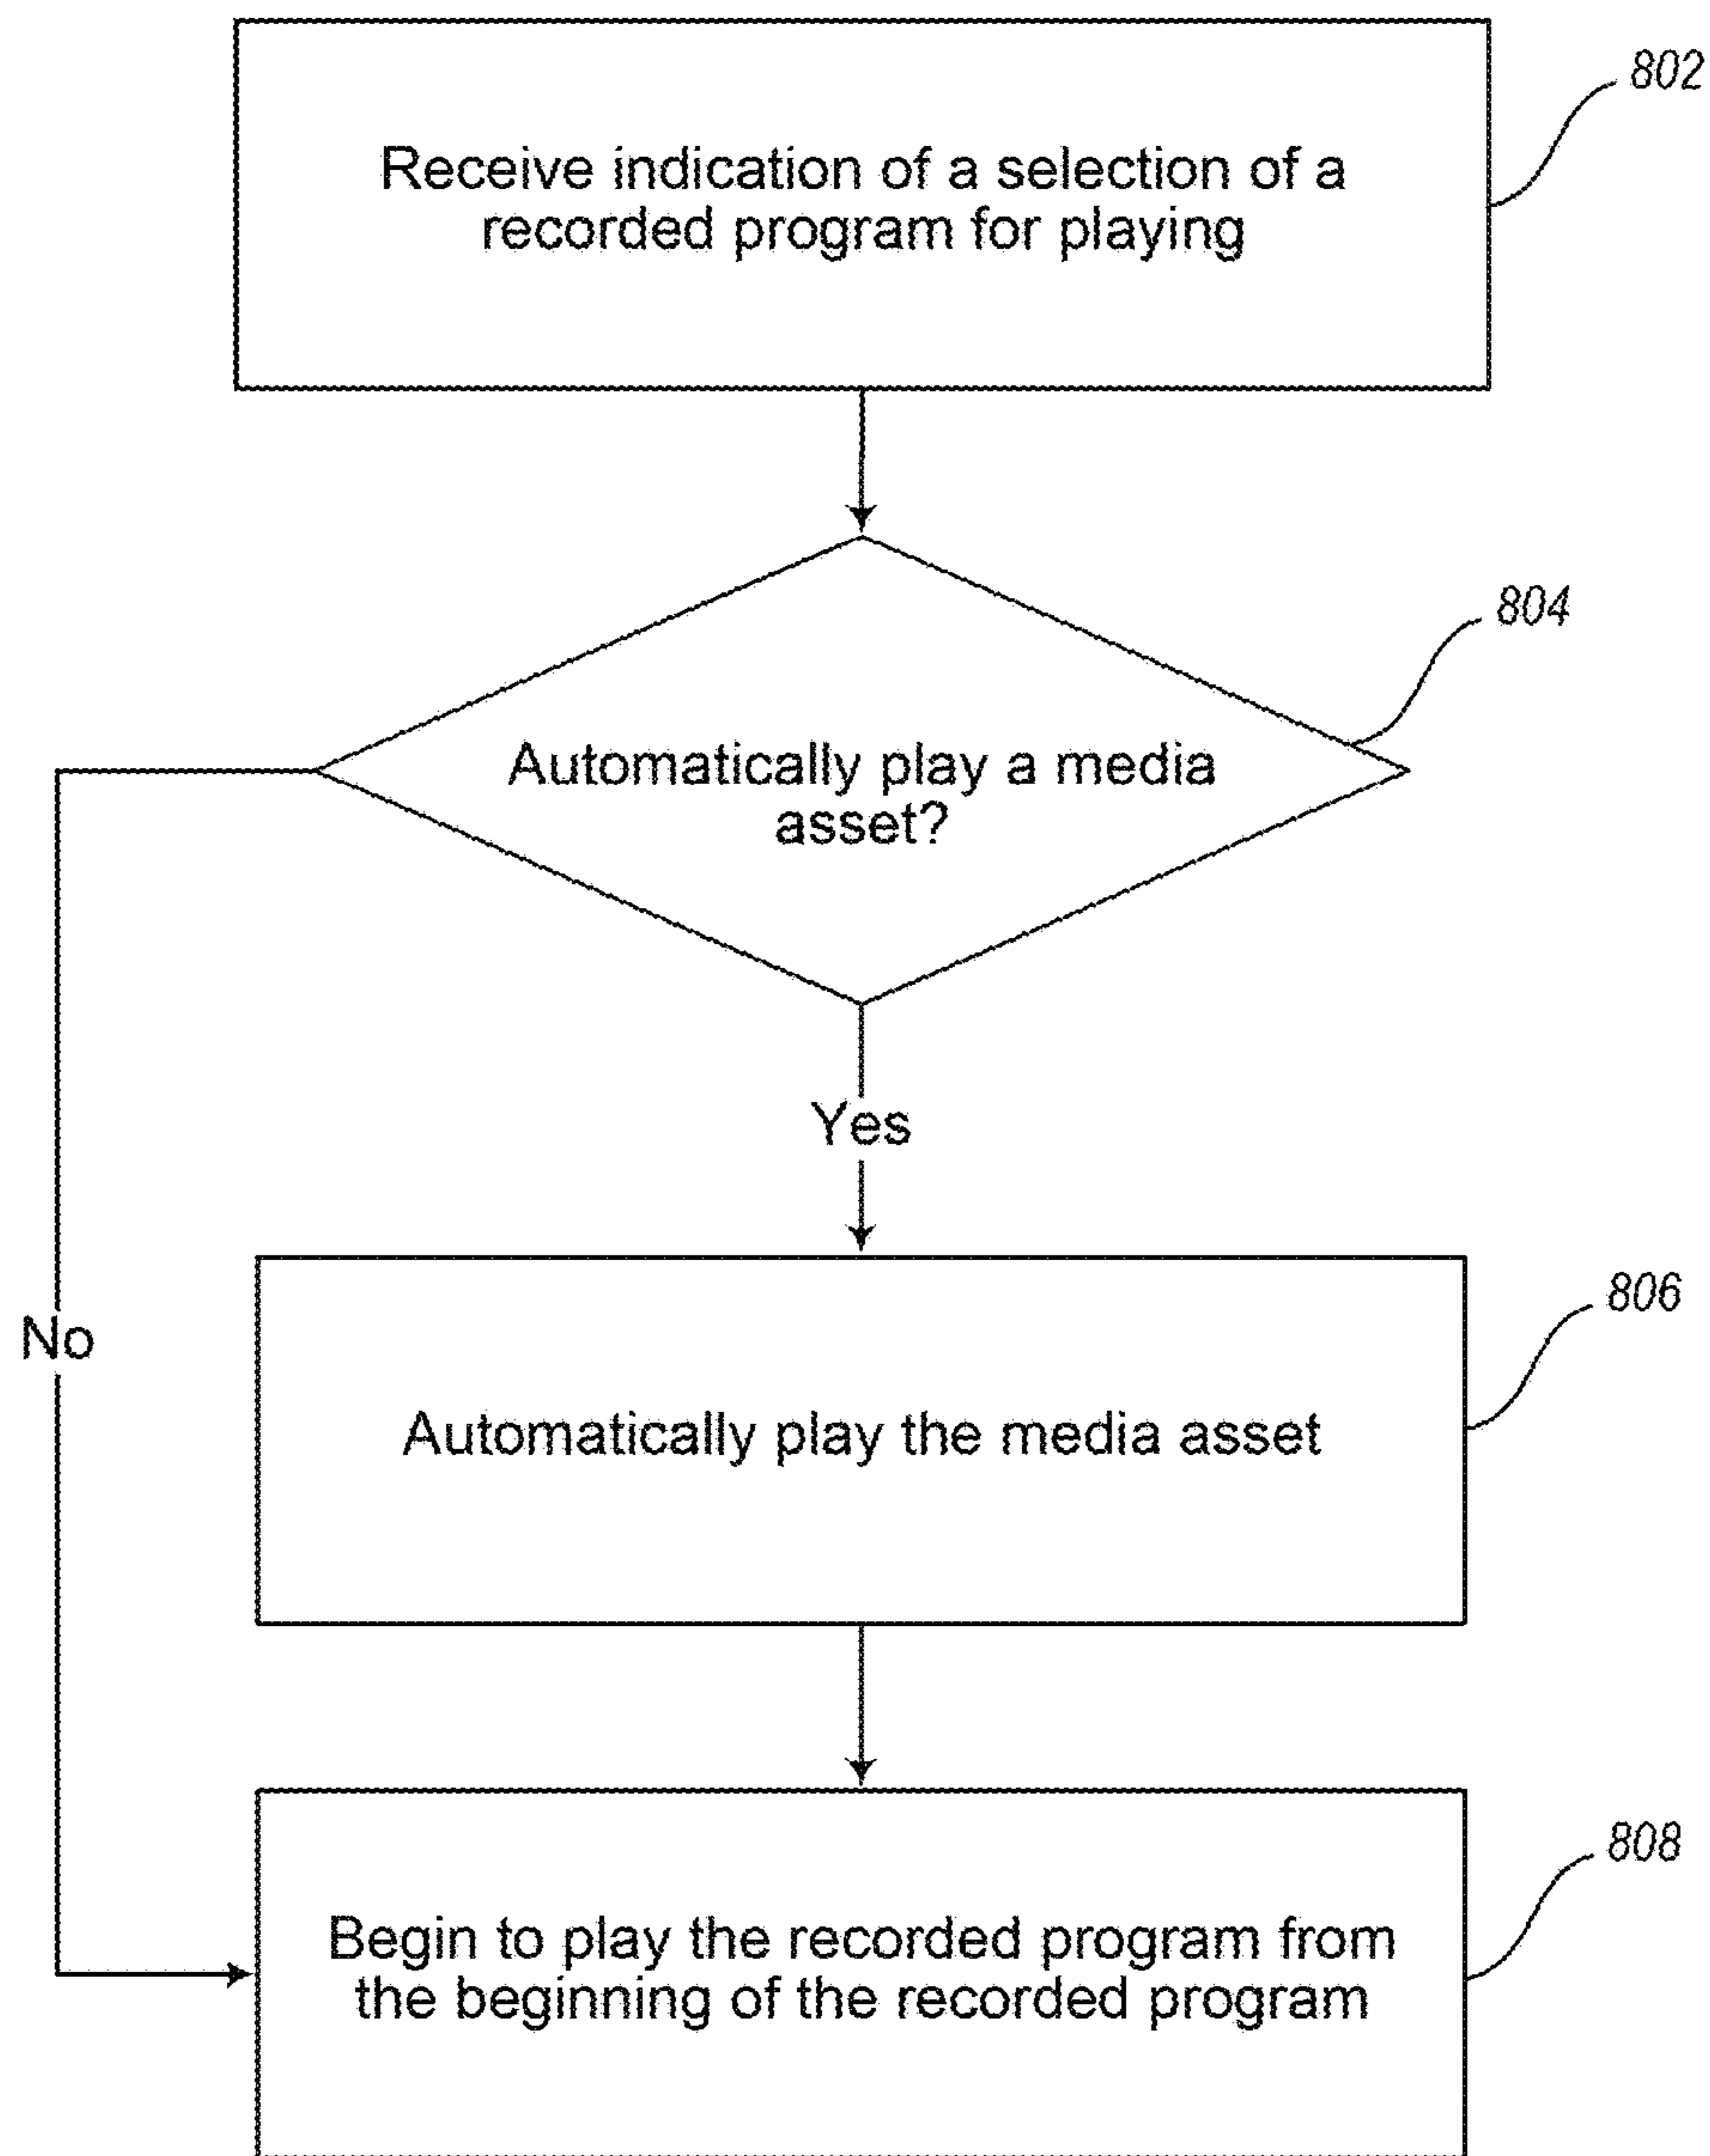 802
Receive indication of a selection of a
recorded program for playing
804
Automatically play a media
asset?
Yes
806
No
Automatically play the media asset
808
Begin to play the recorded program from
the beginning of the recorded program